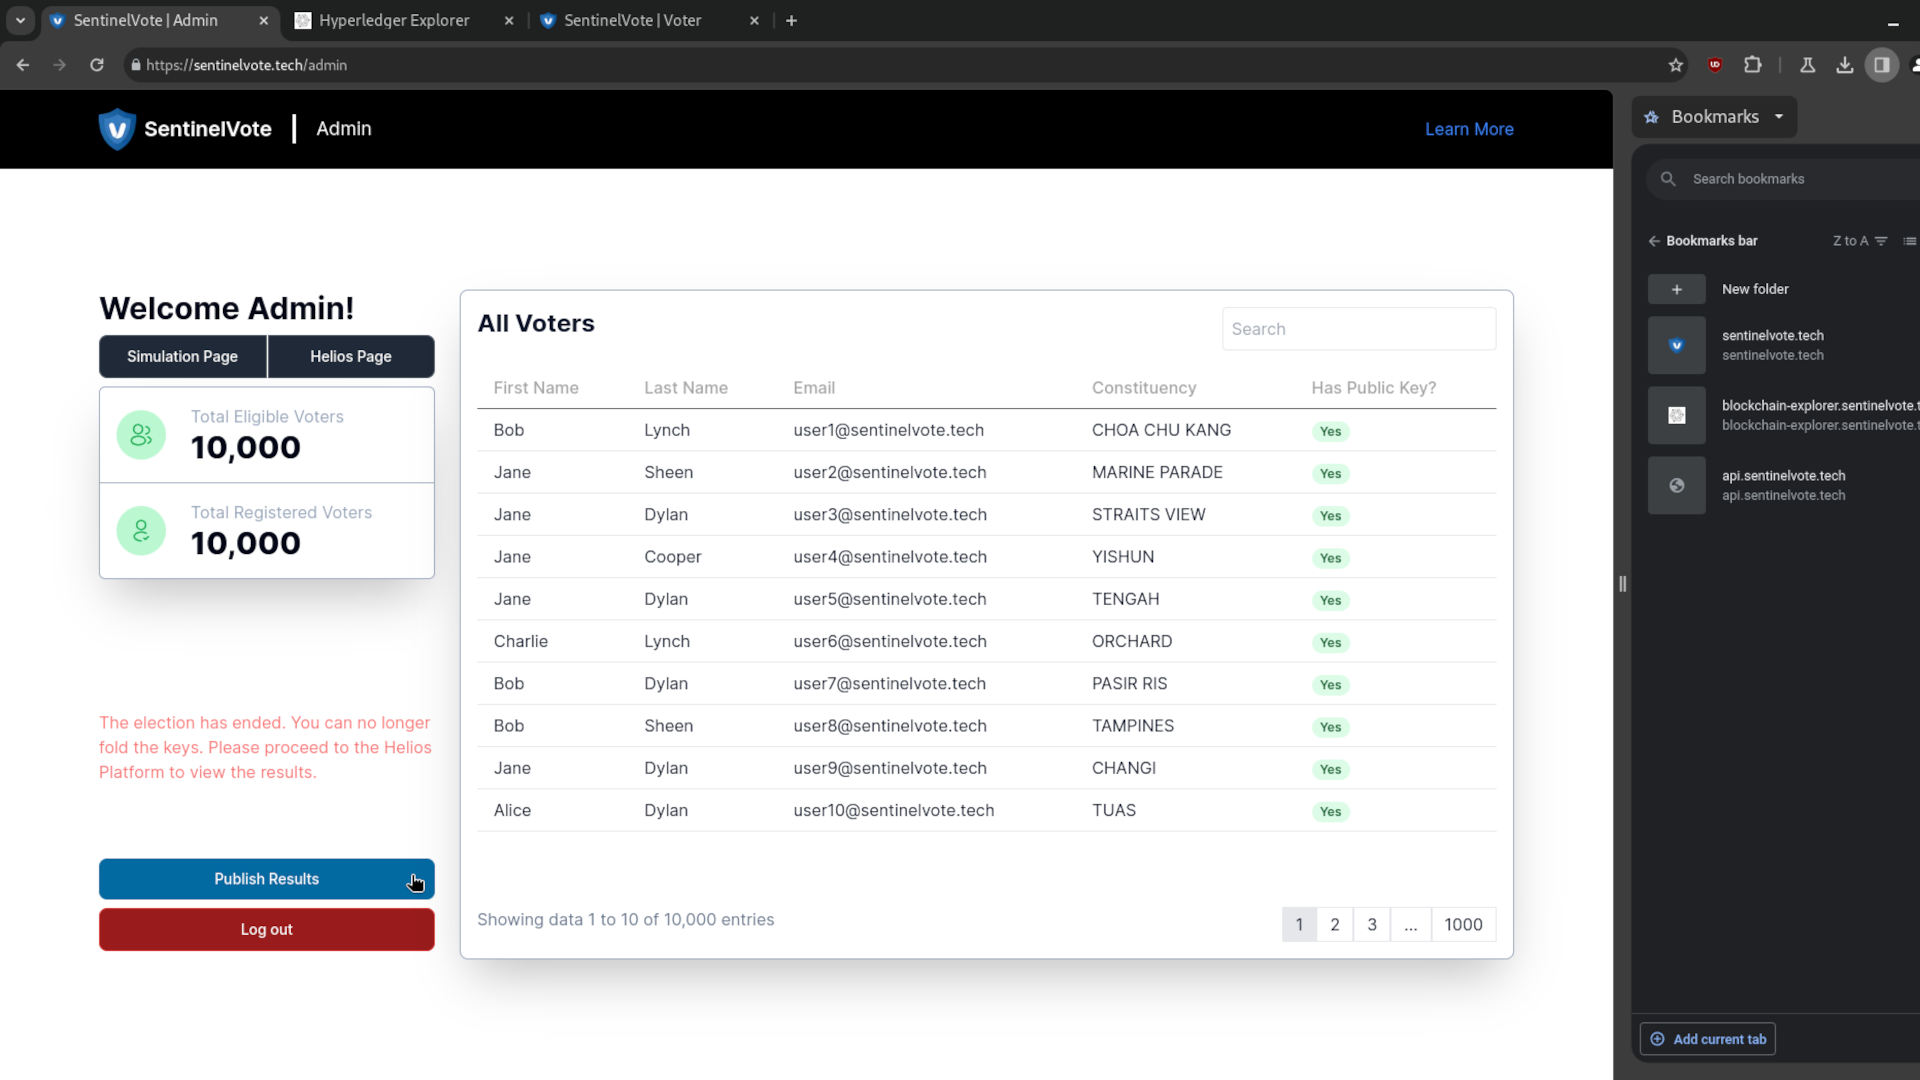 SentinelVote | Admin
Hyperledger Explorer
SentinelVote | Voter
https://sentinelvote.tech/admin
SentinelVote | Admin
Learn More
Bookmarks
Search bookmarks
Bookmarks bar
Z to A
New folder
sentinelvote.tech
sentinelvote.tech
blockchain-explorer.sentinelvote.t
blockchain-explorer.sentinelvote.t
api.sentinelvote.tech
api.sentinelvote.tech
Add current tab
Welcome Admin!
Simulation Page
Helios Page
Total Eligible Voters
10,000
Total Registered Voters
10,000
The election has ended. You can no longer
fold the keys. Please proceed to the Helios
Platform to view the results.
Publish Results
Log out
All Voters
Search
First Name Last Name Email Constituency Has Public Key?
Bob Lynch user1@sentinelvote.tech CHOA CHU KANG Yes
Jane Sheen user2@sentinelvote.tech MARINE PARADE Yes
Jane Dylan user3@sentinelvote.tech STRAITS VIEW Yes
Jane Cooper user4@sentinelvote.tech YISHUN Yes
Jane Dylan user5@sentinelvote.tech TENGAH Yes
Charlie Lynch user6@sentinelvote.tech ORCHARD Yes
Bob Dylan user7@sentinelvote.tech PASIR RIS Yes
Bob Sheen user8@sentinelvote.tech TAMPINES Yes
Jane Dylan user9@sentinelvote.tech CHANGI Yes
Alice Dylan user10@sentinelvote.tech TUAS Yes
Showing data 1 to 10 of 10,000 entries
1 2 3 ... 1000